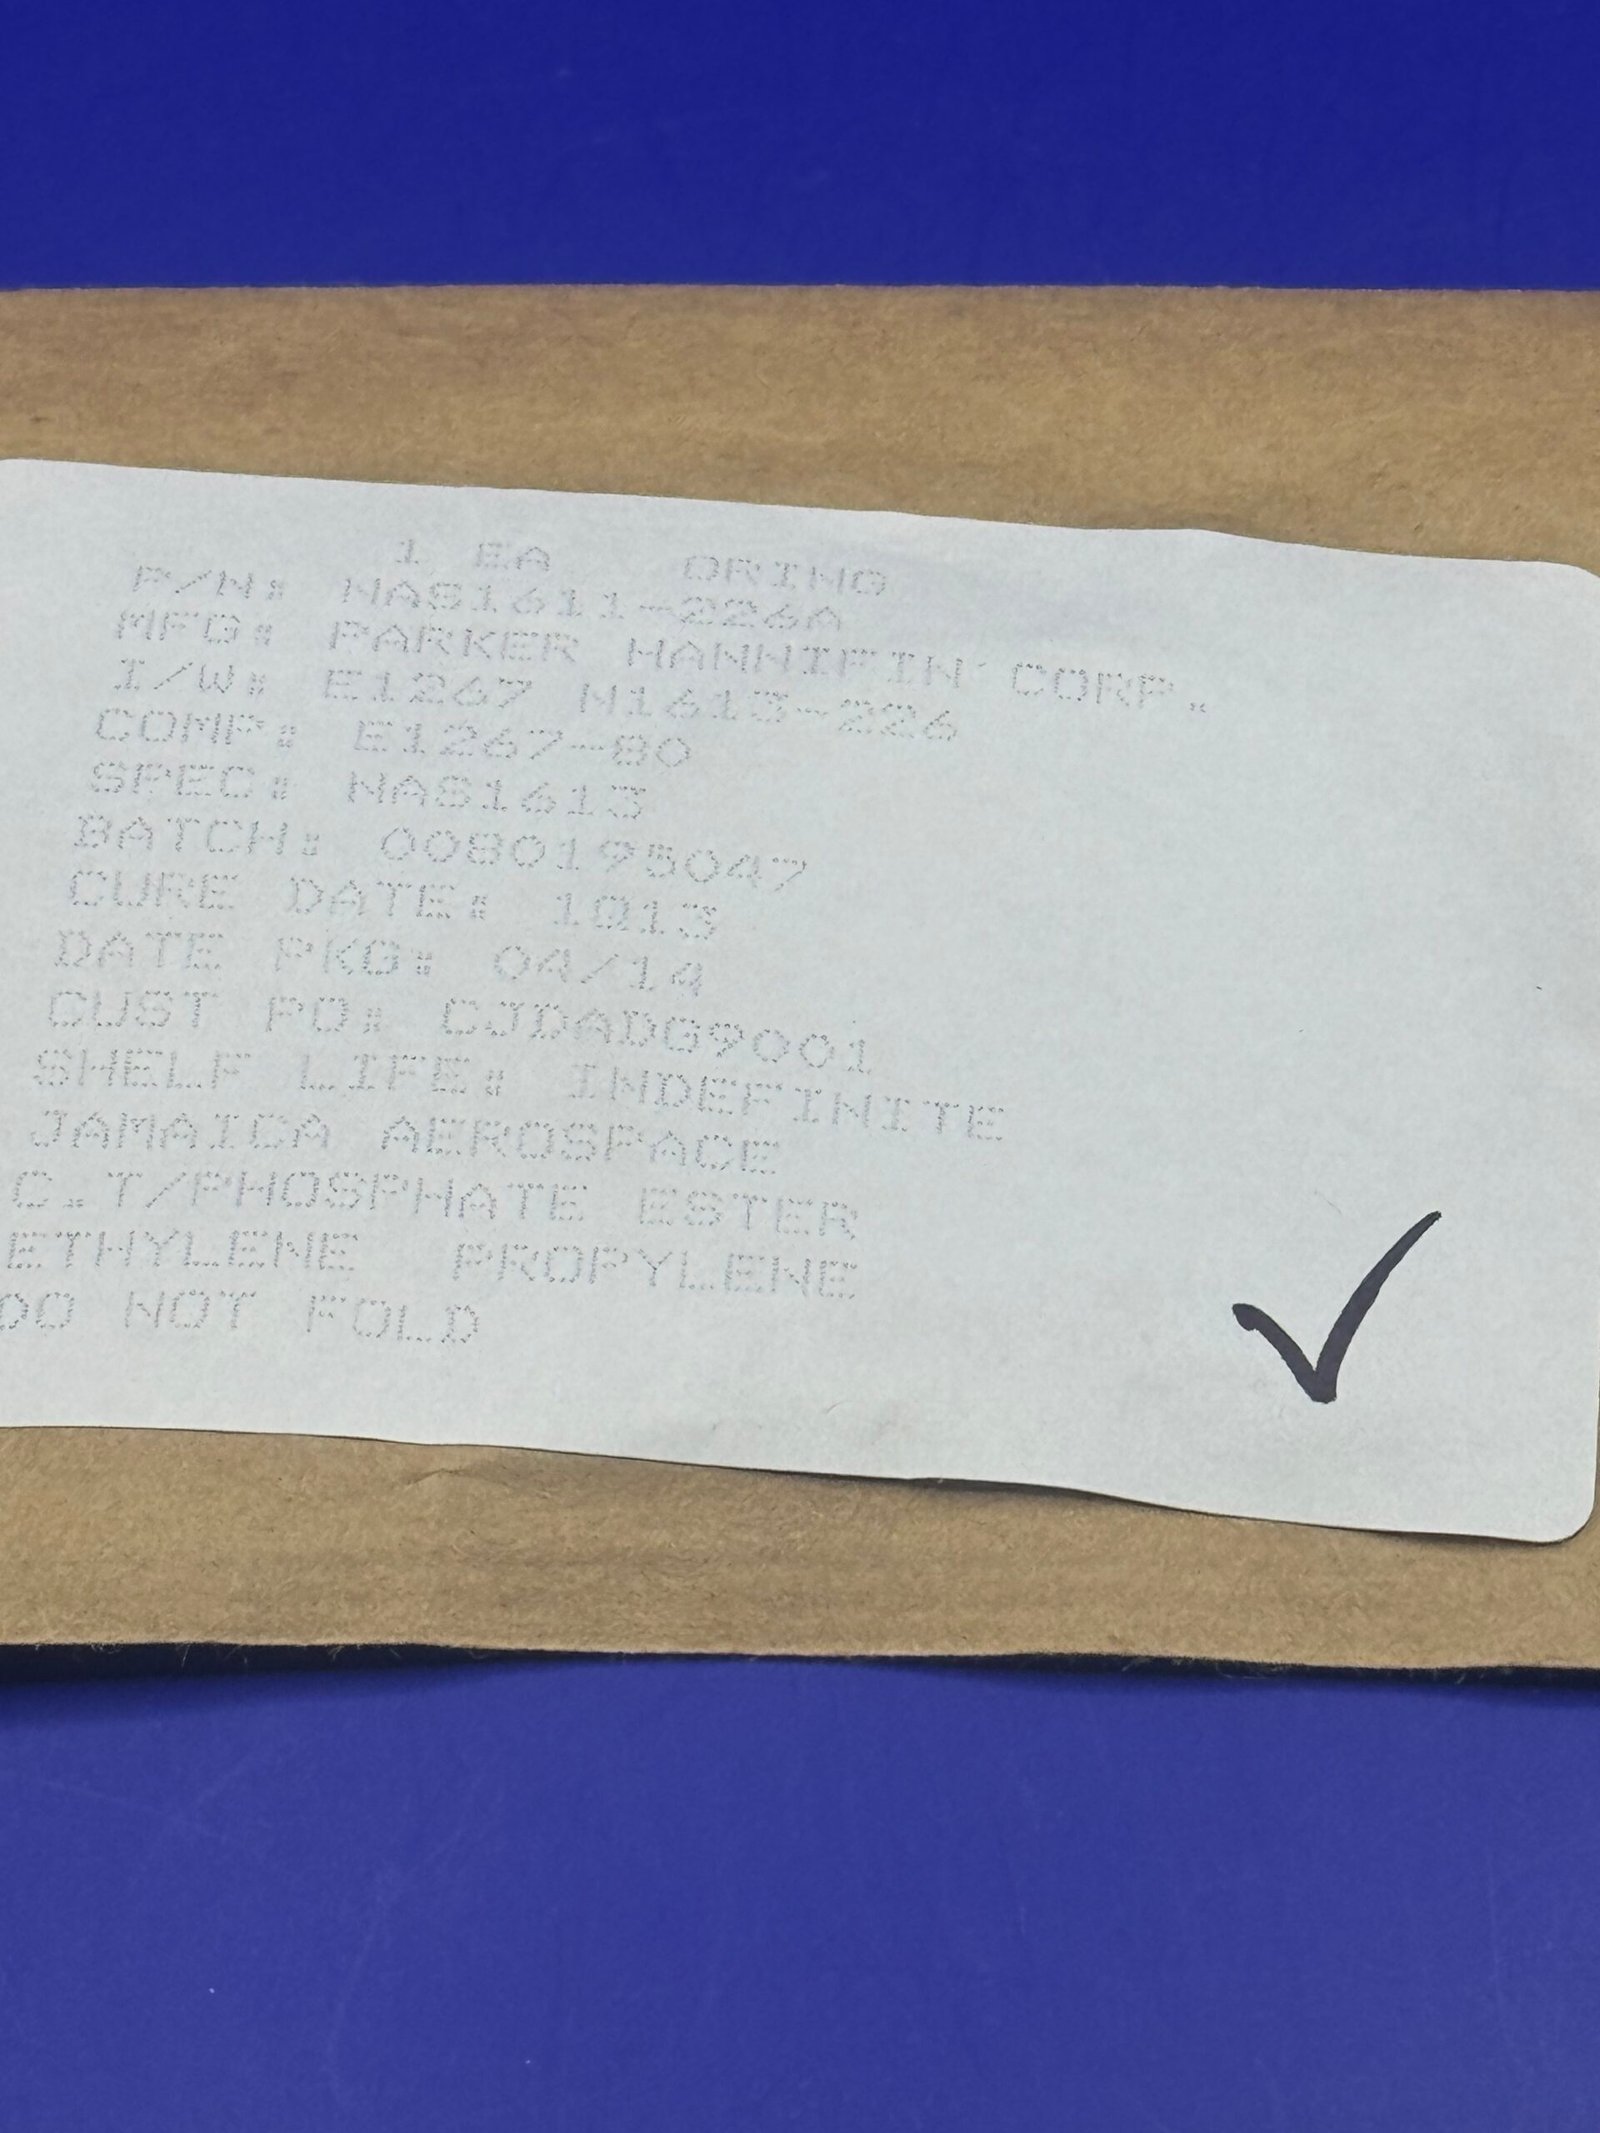 1 EA ORING
P/N: NAS1611-226A
MFG: PARKER HANNIFIN CORP.
I/W: E1267 N1613-226
COMP: E1267-80
SPEC: NAS1613
BATCH: 0080195047
CURE DATE: 1Q13
DATE PKG: 04/14
CUST PO: CJDADG9001
SHELF LIFE: INDEFINITE
JAMAICA AEROSPACE
C.T/PHOSPHATE ESTER
ETHYLENE PROPYLENE
DO NOT FOLD